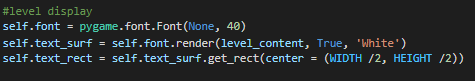 #level display
self.font = pygame.font.Font(None, 40)
self.text_surf = self.font.render(level_content, True, 'White')
self.text_rect = self.text_surf.get_rect(center = (WIDTH /2, HEIGHT /2))